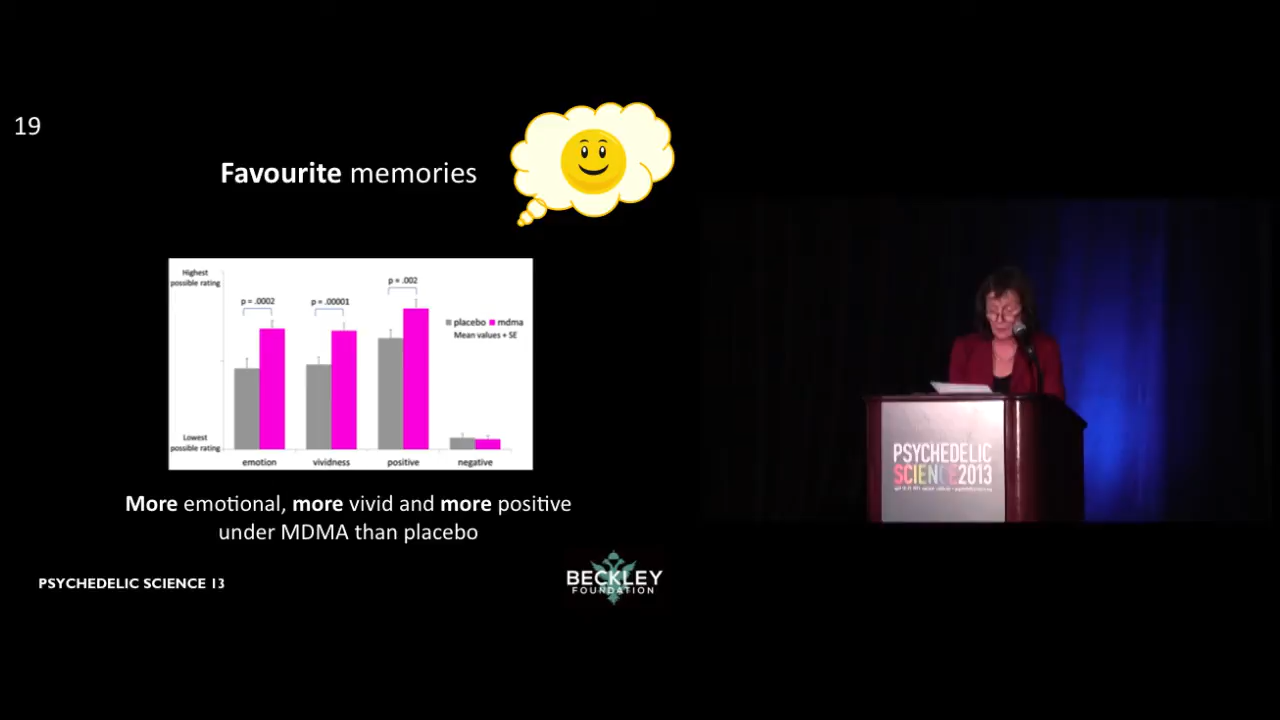 19
Favourite memories
Highest
possible rating
p = .0002
p = .00001
p = .002
placebo mdma
Mean values + SE
Lowest
possible rating
emotion
vividness
positive
negative
More emotional, more vivid and more positive
under MDMA than placebo
PSYCHEDELIC SCIENCE 13
BECKLEY
FOUNDATION
PSYCHEDELIC
SCIENCE2013